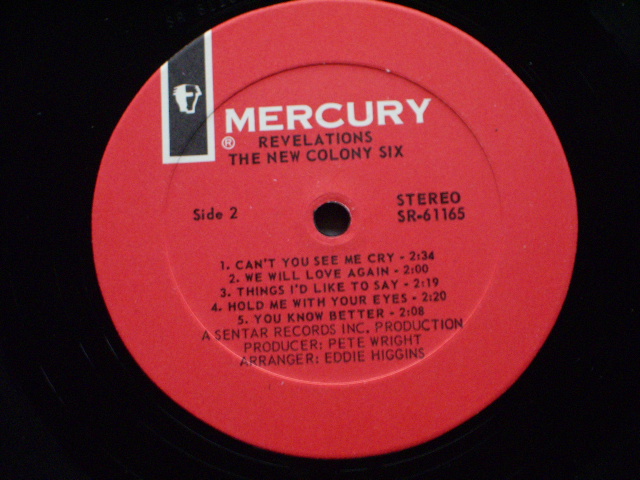 MERCURY
®
REVELATIONS
THE NEW COLONY SIX
Side 2
STEREO
SR-61165
1. CAN'T YOU SEE ME CRY - 2:34
2. WE WILL LOVE AGAIN - 2:00
3. THINGS I'D LIKE TO SAY - 2:19
4. HOLD ME WITH YOUR EYES - 2:20
5. YOU KNOW BETTER - 2:08
A SENTAR RECORDS INC. PRODUCTION
PRODUCER: PETE WRIGHT
ARRANGER: EDDIE HIGGINS